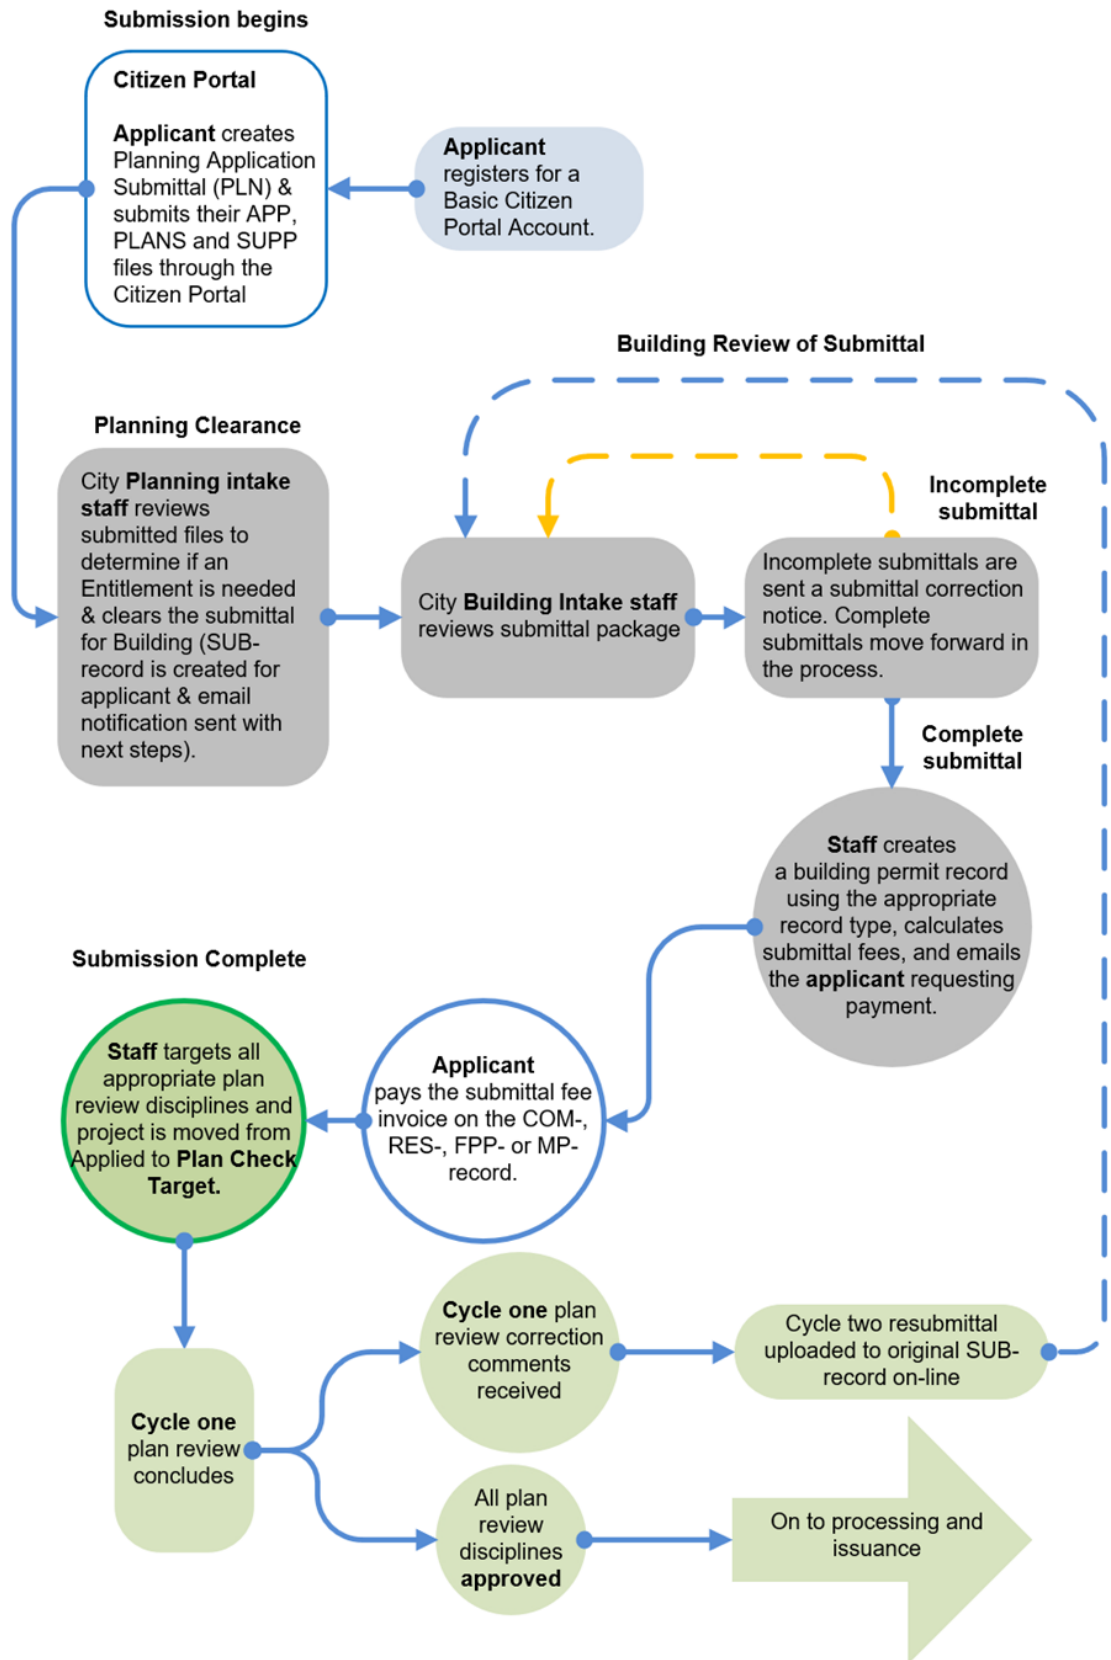 Submission begins
Citizen Portal
Applicant creates
Planning Application
Submittal (PLN) &
submits their APP,
PLANS and SUPP
files through the
Citizen Portal
Applicant
registers for a
Basic Citizen
Portal Account.
Building Review of Submittal
Planning Clearance
City Planning intake
staff reviews
submitted files to
determine if an
Entitlement is needed
& clears the submittal
for Building (SUB-
record is created for
applicant & email
notification sent with
next steps).
City Building Intake staff
reviews submittal package
Incomplete
submittal
Incomplete submittals are
sent a submittal correction
notice. Complete
submittals move forward in
the process.
Complete
submittal
Staff creates
a building permit record
using the appropriate
record type, calculates
submittal fees, and emails
the applicant requesting
payment.
Submission Complete
Staff targets all
appropriate plan
review disciplines and
project is moved from
Applied to Plan Check
Target.
Applicant
pays the submittal fee
invoice on the COM-,
RES-, FPP- or MP-
record.
Cycle one plan
review correction
comments
received
Cycle two resubmittal
uploaded to original SUB-
record on-line
Cycle one
plan review
concludes
All plan
review
disciplines
approved
On to processing and
issuance